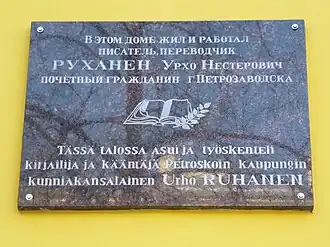 В этом доме жил и работал
писатель, переводчик
Руханен Урхо Нестерович
почётный гражданин г. Петрозаводска
Tässä talossa asui ja työskenteli
kirjailija ja kääntäjä Petroskoin kaupungin
kunniakansalainen Urho RUHANEN